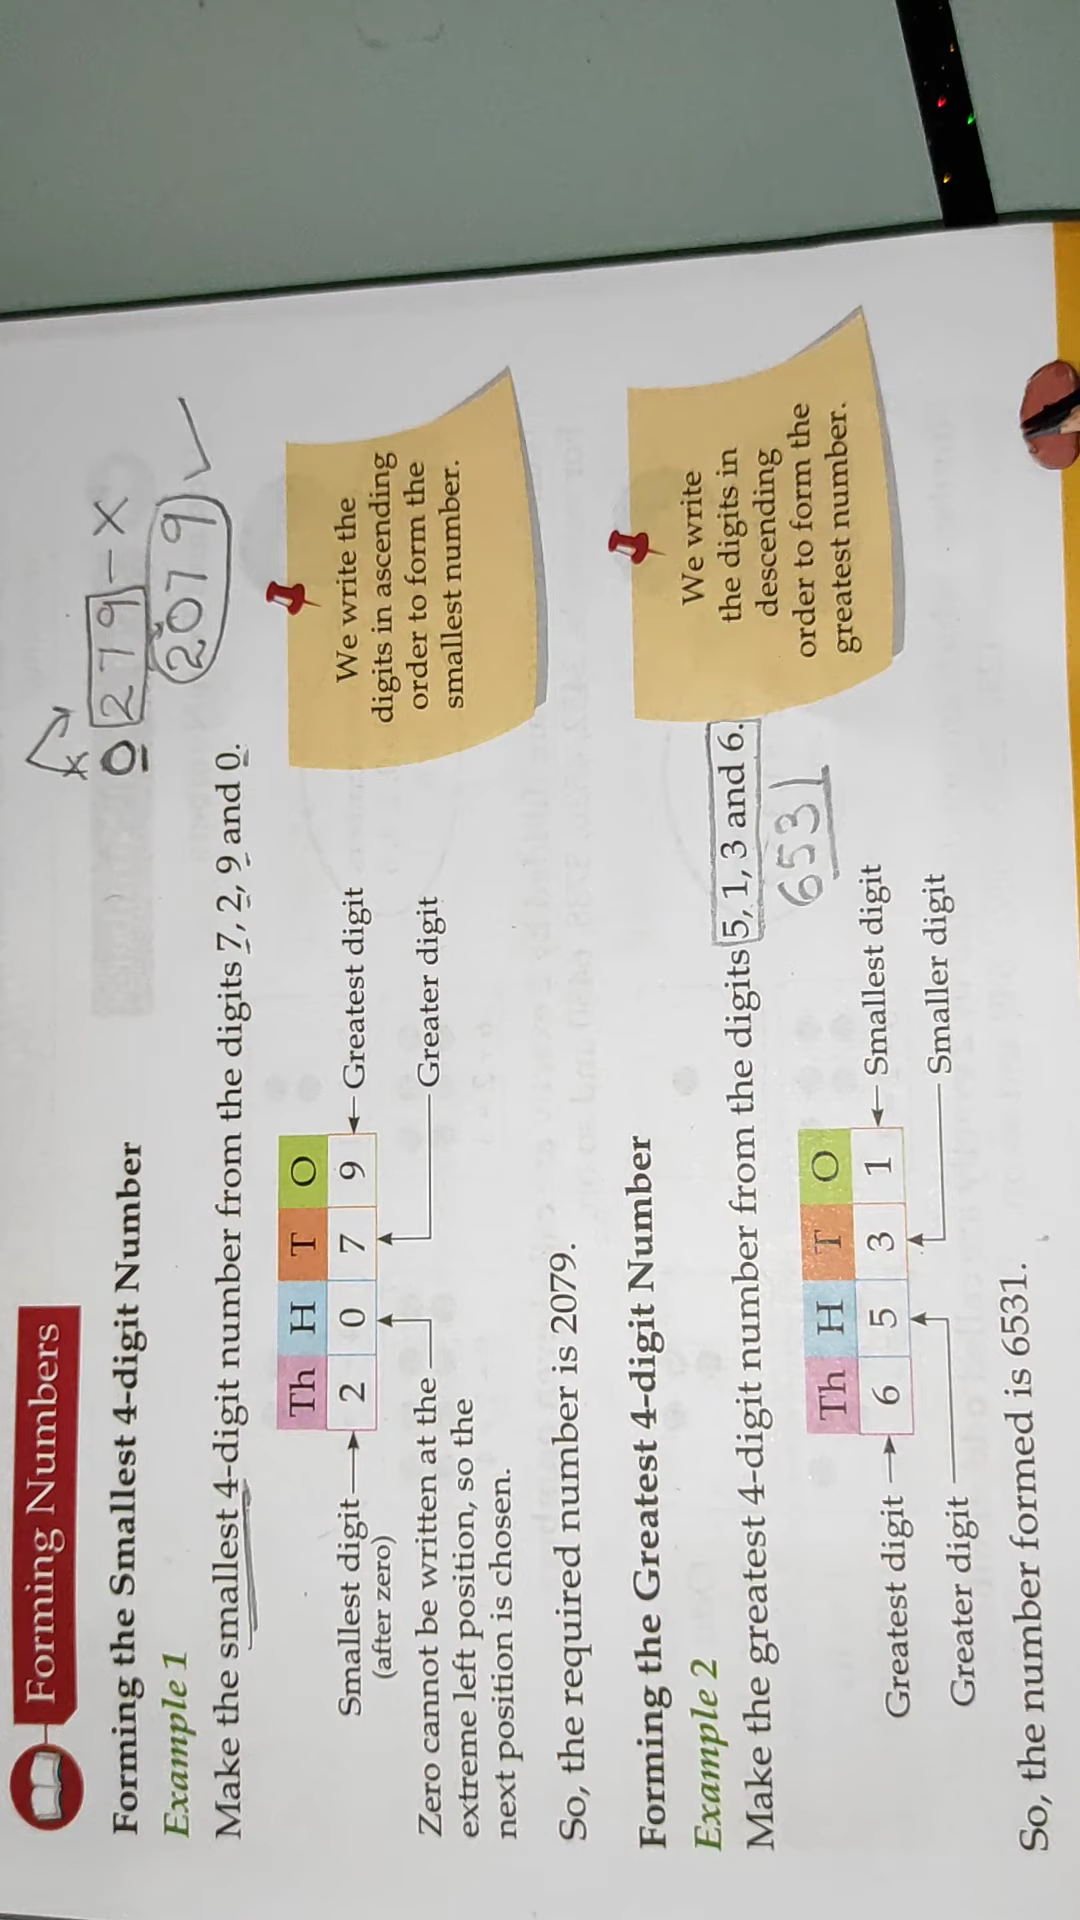 Forming Numbers
x
0279 – X
2079 ✓
Forming the Smallest 4-digit Number
Example 1
Make the smallest 4-digit number from the digits 7, 2, 9 and 0.
Th H T O
Smallest digit 2 0 7 9 Greatest digit
(after zero)
Zero cannot be written at the
extreme left position, so the
next position is chosen.
Greater digit
We write the
digits in ascending
order to form the
smallest number.
So, the required number is 2079.
Forming the Greatest 4-digit Number
Example 2
Make the greatest 4-digit number from the digits 5, 1, 3 and 6.
6531
Th H T O
Greatest digit 6 5 3 1 Smallest digit
Greater digit
Smaller digit
We write
the digits in
descending
order to form the
greatest number.
So, the number formed is 6531.